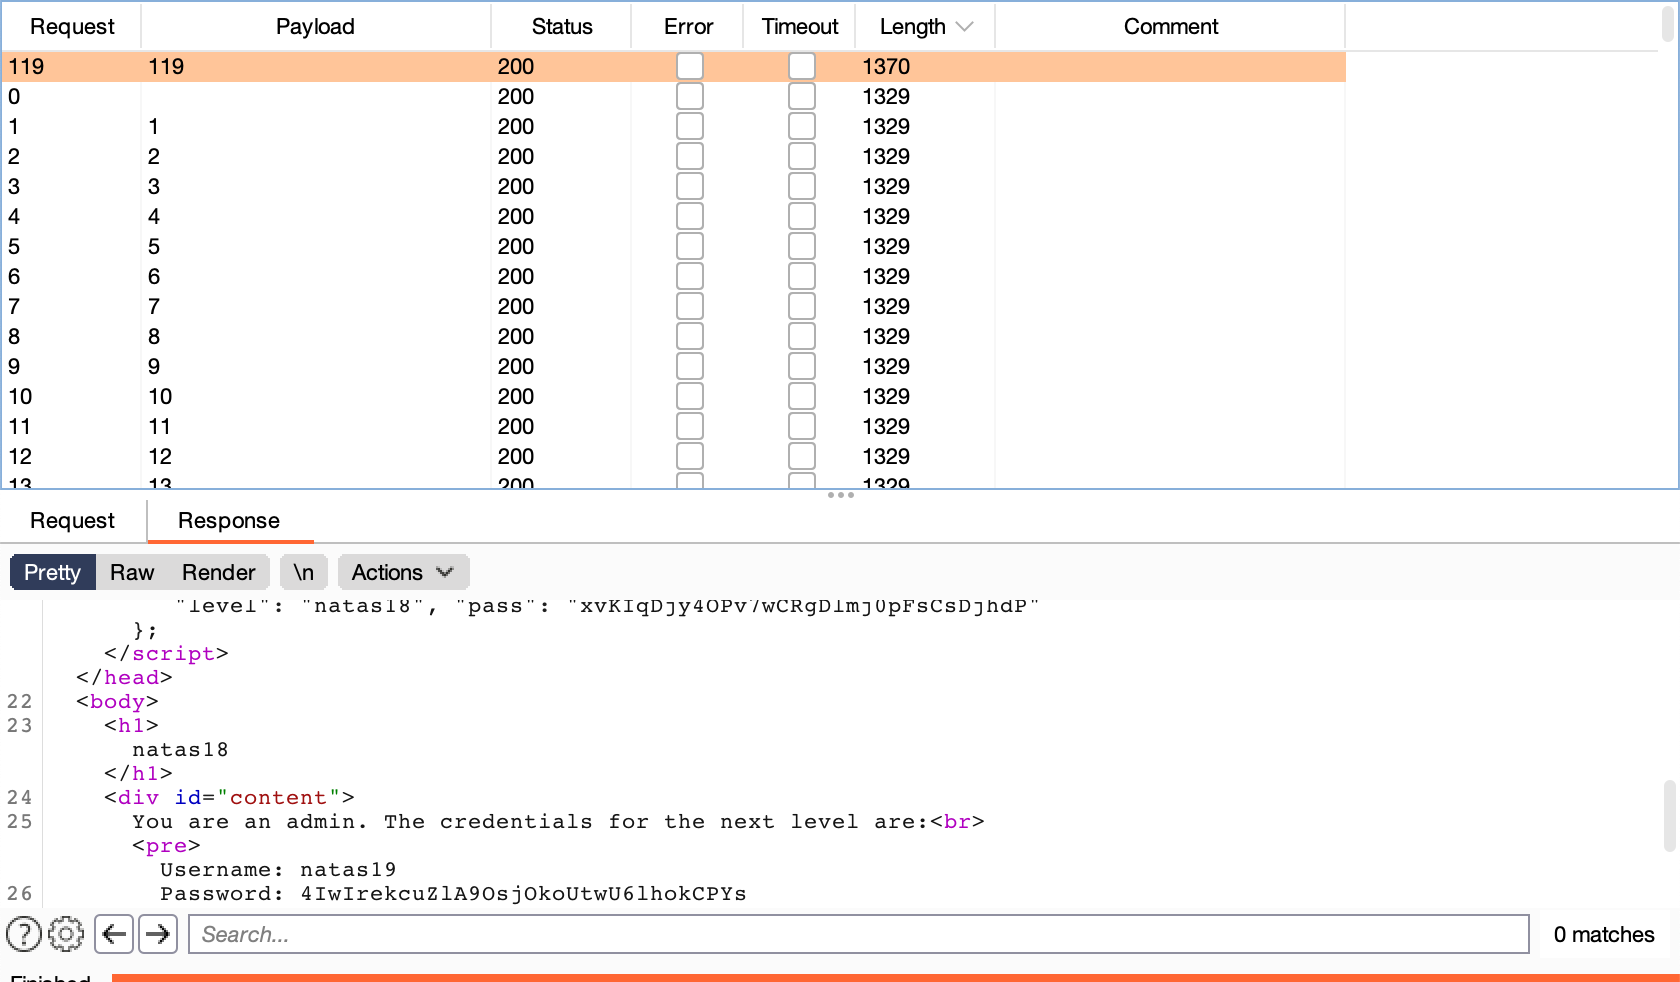 Request Payload Status Error Timeout Length Comment
119 119 200 1370
0 200 1329
1 1 200 1329
2 2 200 1329
3 3 200 1329
4 4 200 1329
5 5 200 1329
6 6 200 1329
7 7 200 1329
8 8 200 1329
9 9 200 1329
10 10 200 1329
11 11 200 1329
12 12 200 1329
13 13 200 1329
Request Response
Pretty Raw Render \n Actions
"level": "natas18", "pass": "xvKIqDjy4OPv7wCRgDlmj0pFsCsDjhdP"
};
</script>
</head>
22 <body>
23 <h1>
natas18
</h1>
24 <div id="content">
25 You are an admin. The credentials for the next level are:<br>
<pre>
Username: natas19
26 Password: 4IwIrekcuZlA9OsjOkoUtwU6lhokCPYs
Search...
0 matches
Finished